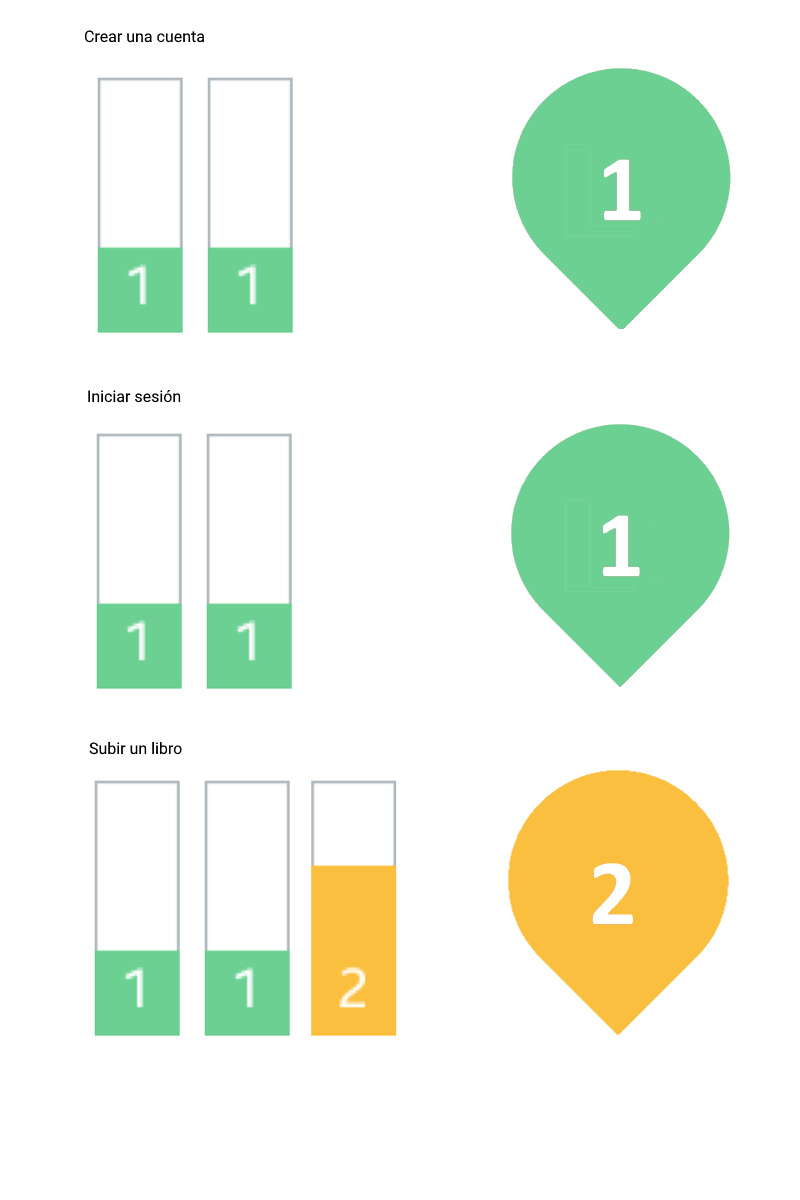 Crear una cuenta
1 1 1
Iniciar sesión
1 1 1
Subir un libro
1 1 2 2